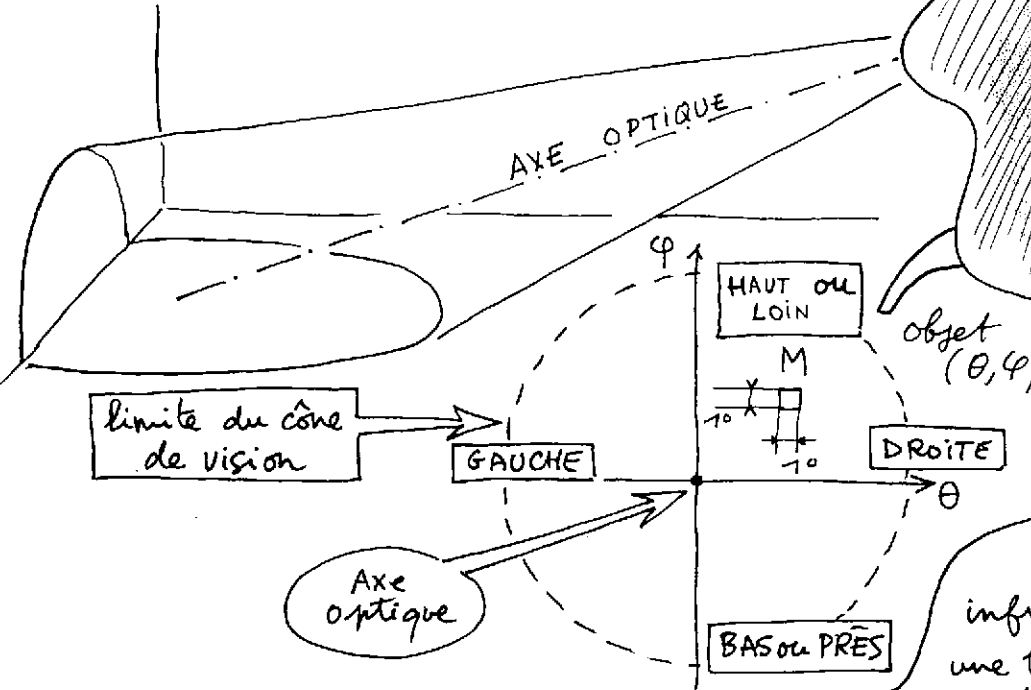 AXE OPTIQUE
φ
HAUT OU
LOIN
objet
(θ, φ)
M
1°
1°
limite du cône
de vision
GAUCHE
DROITE
θ
Axe
optique
BAS ou PRÈS
une